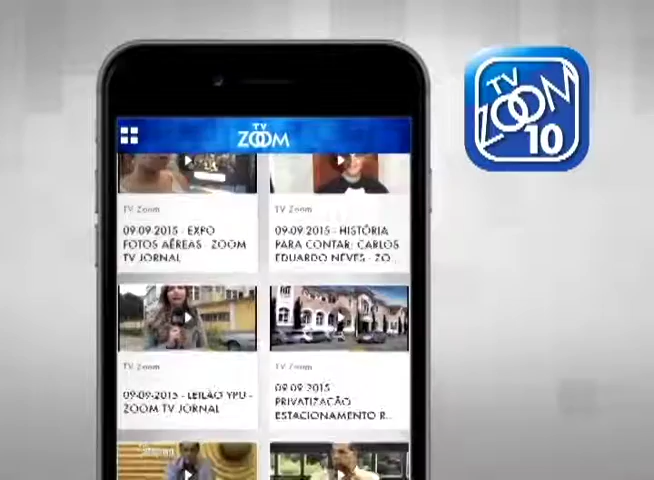 TV
ZOOM
TV
ZOOM
10
TV Zoom
09-09-2015 - EXPO
FOTOS AÉREAS - ZOOM
TV JORNAL
TV Zoom
09-09-2015 - HISTÓRIA
PARA CONTAR: CARLOS
EDUARDO NEVES - ZO...
TV Zoom
09-09-2015 - LEILÃO YPU -
ZOOM TV JORNAL
TV Zoom
09-09-2015
PRIVATIZAÇÃO
ESTACIONAMENTO R...